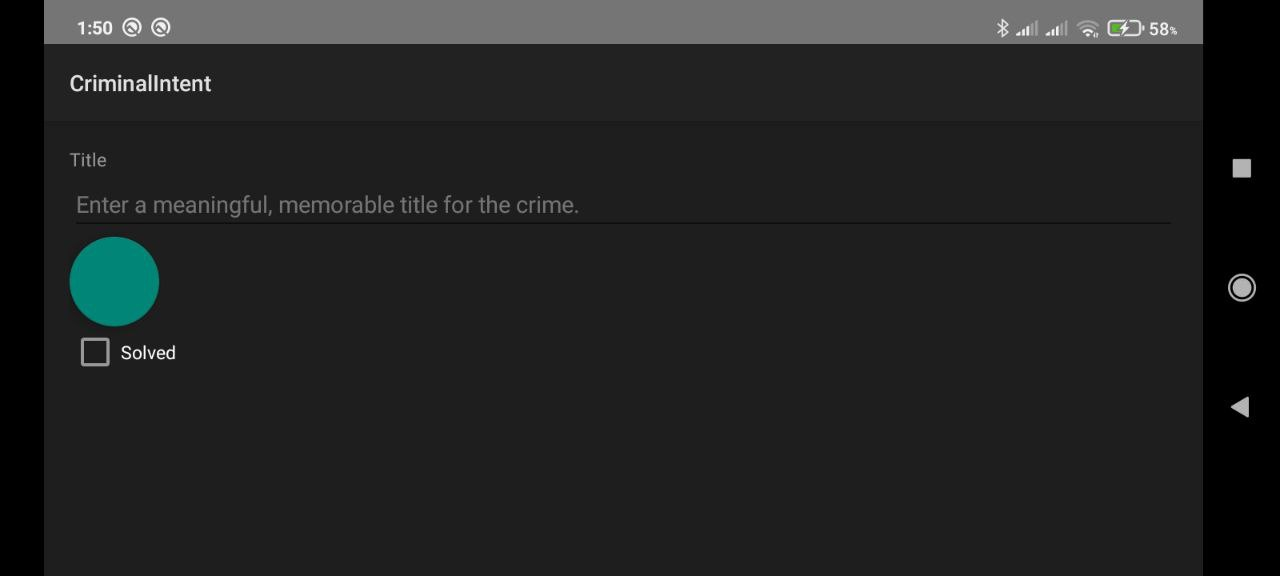 1:50
58%
CriminalIntent
Title
Enter a meaningful, memorable title for the crime.
Solved